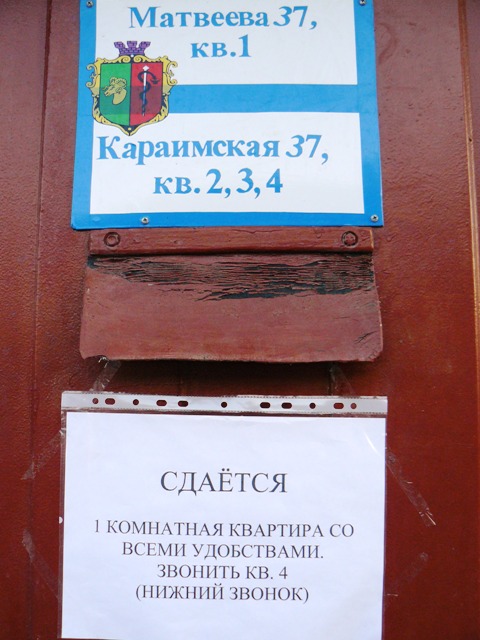 Матвеева 37,
кв.1
Караимская 37,
кв. 2, 3, 4
СДАЁТСЯ
1 КОМНАТНАЯ КВАРТИРА СО
ВСЕМИ УДОБСТВАМИ.
ЗВОНИТЬ КВ. 4
(НИЖНИЙ ЗВОНОК)